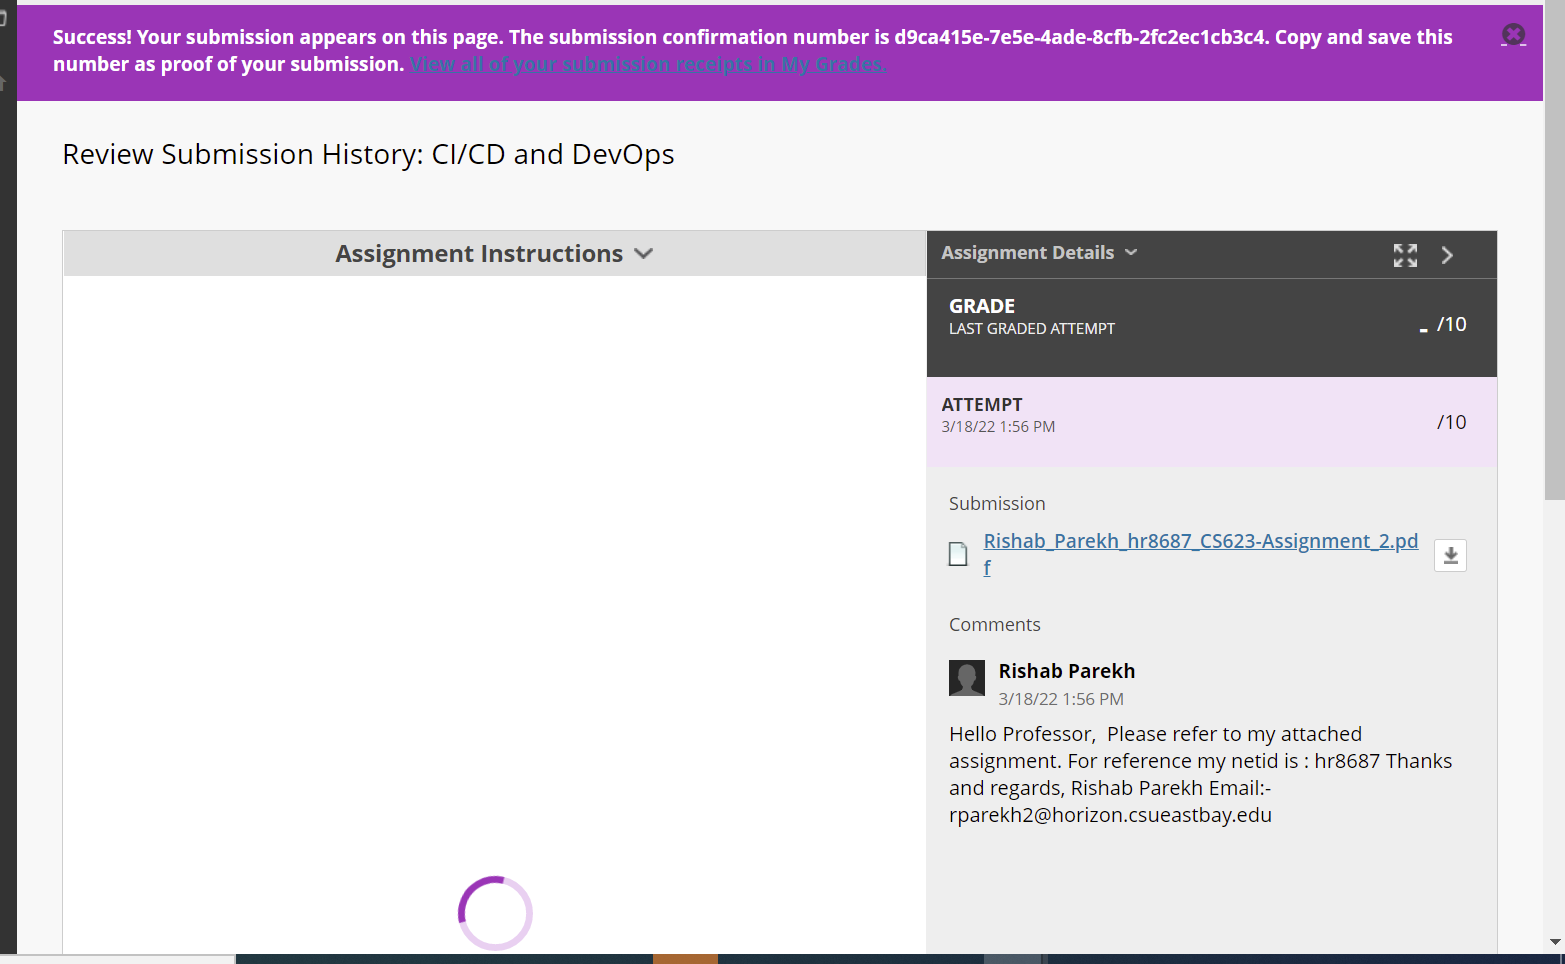 Success! Your submission appears on this page. The submission confirmation number is d9ca415e-7e5e-4ade-8cfb-2fc2ec1cb3c4. Copy and save this
number as proof of your submission. View all of your submission receipts in My Grades.
Review Submission History: CI/CD and DevOps
Assignment Instructions
Assignment Details
GRADE
LAST GRADED ATTEMPT
- /10
ATTEMPT
3/18/22 1:56 PM
/10
Submission
Rishab_Parekh_hr8687_CS623-Assignment_2.pd
f
Comments
Rishab Parekh
3/18/22 1:56 PM
Hello Professor,  Please refer to my attached
assignment. For reference my netid is : hr8687 Thanks
and regards, Rishab Parekh Email:-
rparekh2@horizon.csueastbay.edu